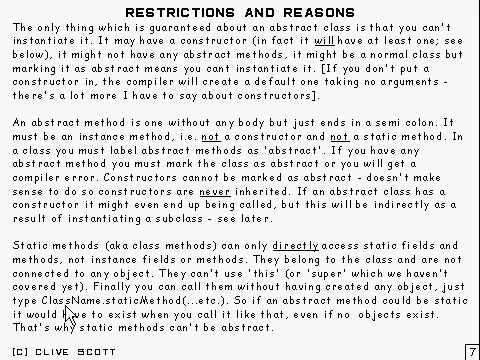 RESTRICTIONS AND REASONS
The only thing which is guaranteed about an abstract class is that you can't
instantiate it. It may have a constructor (in fact it will have at least one; see
below), it might not have any abstract methods, it might be a normal class but
marking it as abstract means you cant instantiate it. [If you don't put a
constructor in, the compiler will create a default one taking no arguments -
there's a lot more I have to say about constructors].
An abstract method is one without any body but just ends in a semi colon. It
must be an instance method, i.e. not a constructor and not a static method. In
a class you must label abstract methods as 'abstract'. If you have any
abstract method you must mark the class as abstract or you will get a
compiler error. Constructors cannot be marked as abstract - doesn't make
sense to do so constructors are never inherited. If an abstract class has a
constructor it might even end up being called, but this will be indirectly as a
result of instantiating a subclass - see later.
Static methods (aka class methods) can only directly access static fields and
methods, not instance fields or methods. They belong to the class and are not
connected to any object. They can't use 'this' (or 'super' which we haven't
covered yet). Finally you can call them without having created any object, just
type ClassName.staticMethod(...etc.). So if an abstract method could be static
it would have to exist when you call it like that, even if no objects exist.
That's why static methods can't be abstract.
(C) CLIVE SCOTT
7